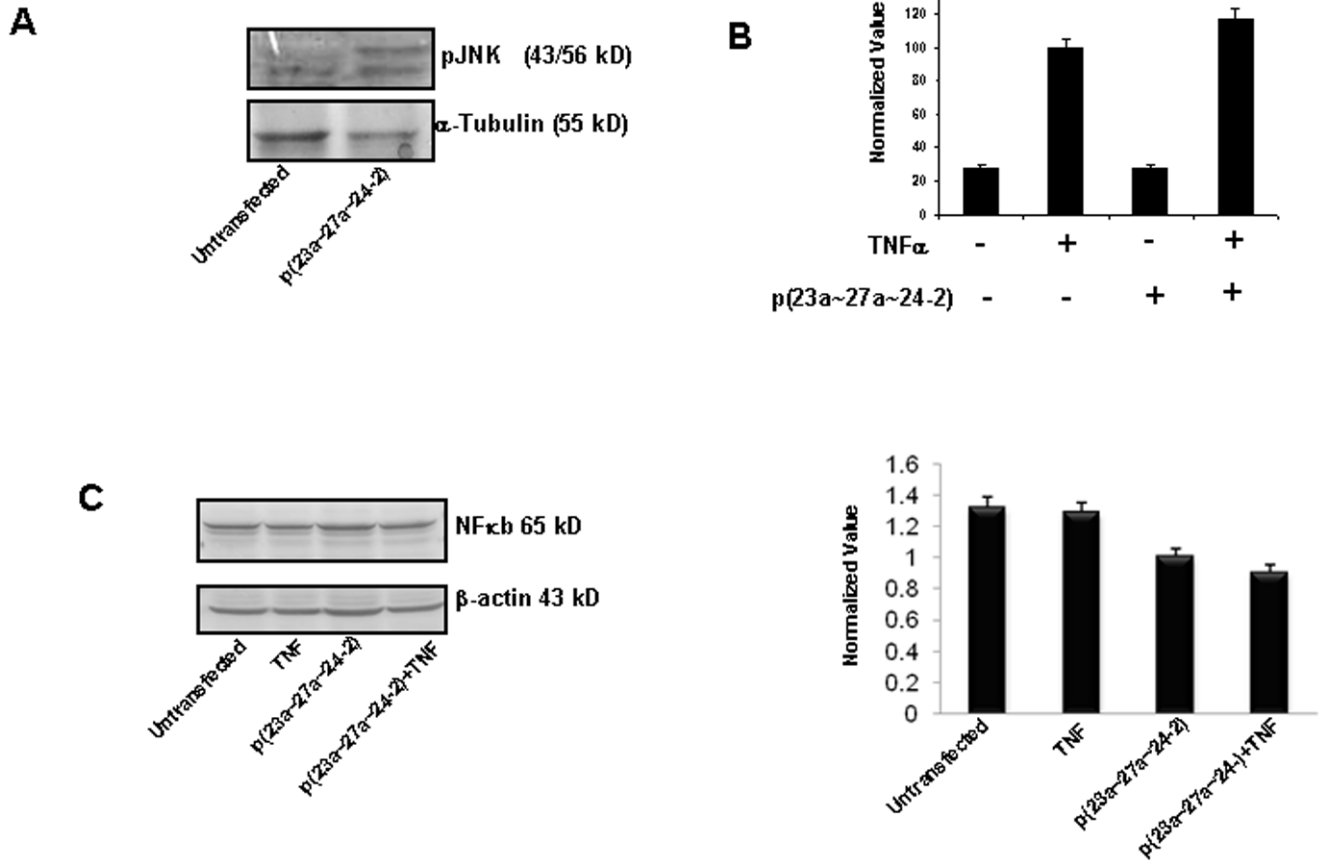 A
pJNK (43/56 kD)
α-Tubulin (55 kD)
Untransfected
p(23a~27a~24-2)
B
Normalized Value
120
100
80
60
40
20
0
TNFα - + - +
p(23a~27a~24-2) - - + +
C
NFκb 65 kD
β-actin 43 kD
Untransfected
TNF
p(23a~27a~24-2)
p(23a~27a~24-2)+TNF
Normalized Value
1.6
1.4
1.2
1
0.8
0.6
0.4
0.2
0
Untransfected
TNF
p(23a~27a~24-2)
p(23a~27a~24-)+TNF